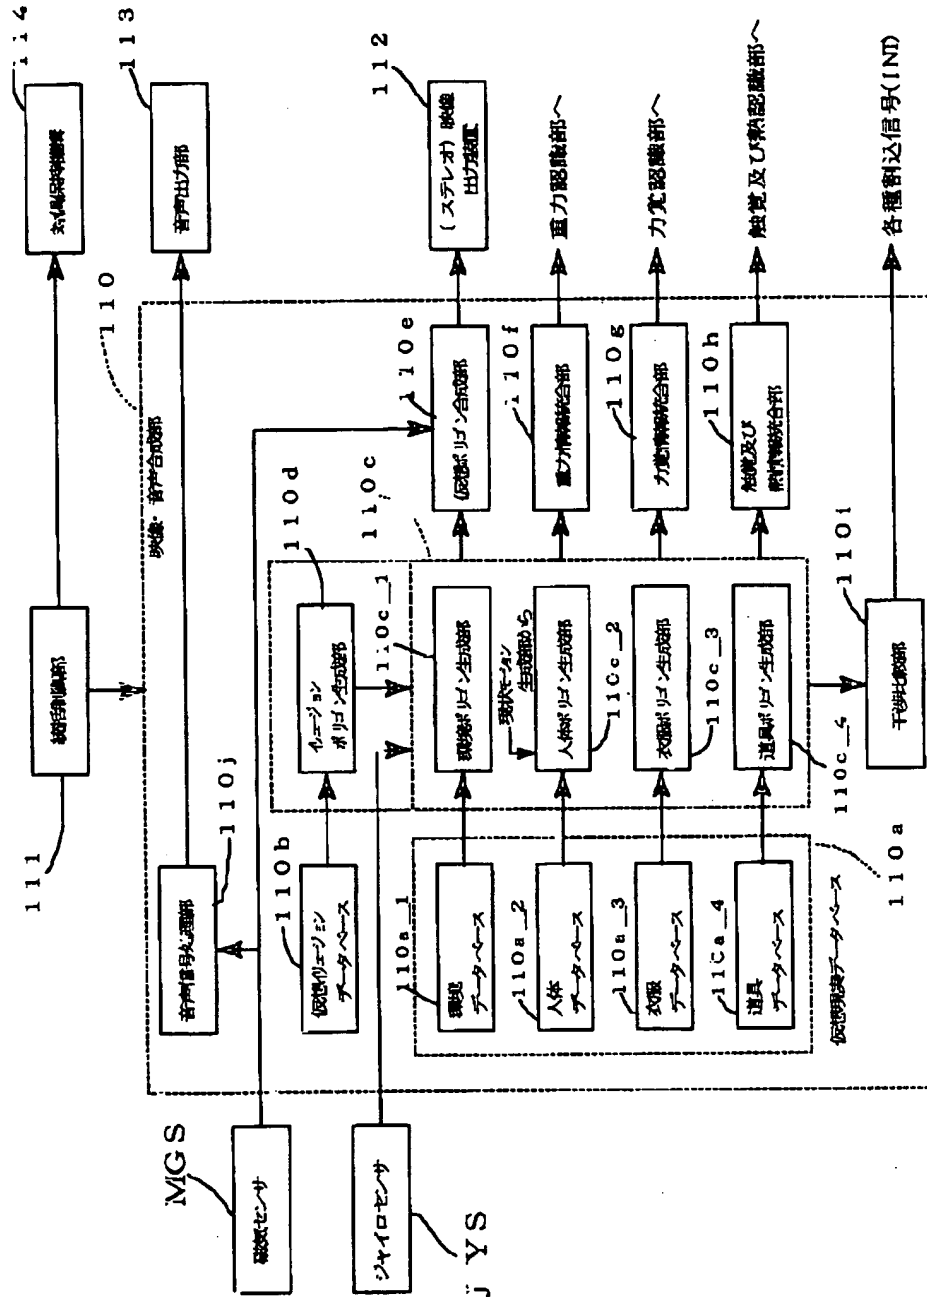 114
113
音声出力部
112
(ステレオ)映像
出力装置
重力認識部へ
力覚認識部へ
触覚及び熱認識部へ
各種割込信号(INT)
110
映像・音声合成部
110e
仮想ポリゴン合成部
110f
重力情報統合部
110g
力覚情報統合部
110h
触覚及び
熱情報統合部
統括制御部
111
110d
イリュージョン
ポリゴン生成部
110c
110c_1
環境ポリゴン生成部
現状モーション
生成部から
人体ポリゴン生成部
110c_2
衣服ポリゴン生成部
110c_3
道具ポリゴン生成部
110c_4
110i
干渉比較部
音声信号処理部
110j
110b
仮想イリュージョン
データベース
110a_1
環境
データベース
110a_2
人体
データベース
110a_3
衣服
データベース
110a_4
道具
データベース
110a
仮想現実データベース
MGS
磁気センサ
ジャイロセンサ
YS